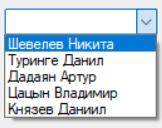 Шевелев Никита
Туринге Данил
Дадаян Артур
Цацын Владимир
Князев Даниил